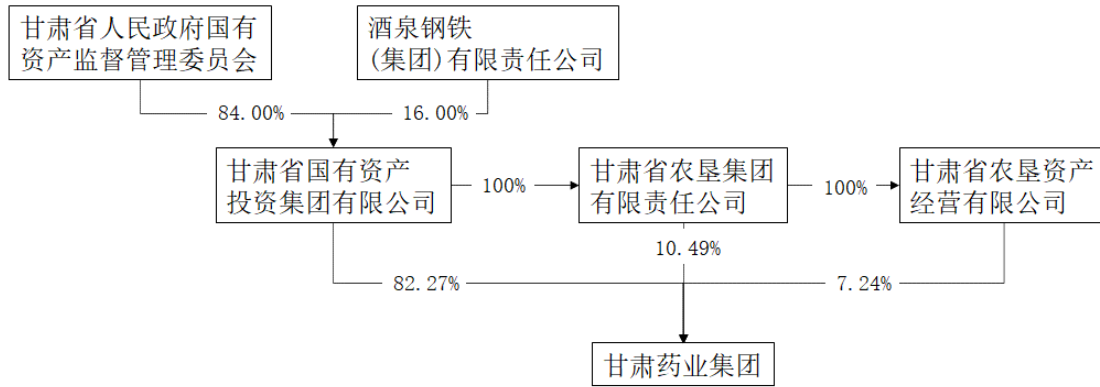 甘肃省人民政府国有
资产监督管理委员会
酒泉钢铁
(集团)有限责任公司
84.00%
16.00%
甘肃省国有资产
投资集团有限公司
100%
甘肃省农垦集团
有限责任公司
100%
甘肃省农垦资产
经营有限公司
10.49%
82.27%
7.24%
甘肃药业集团